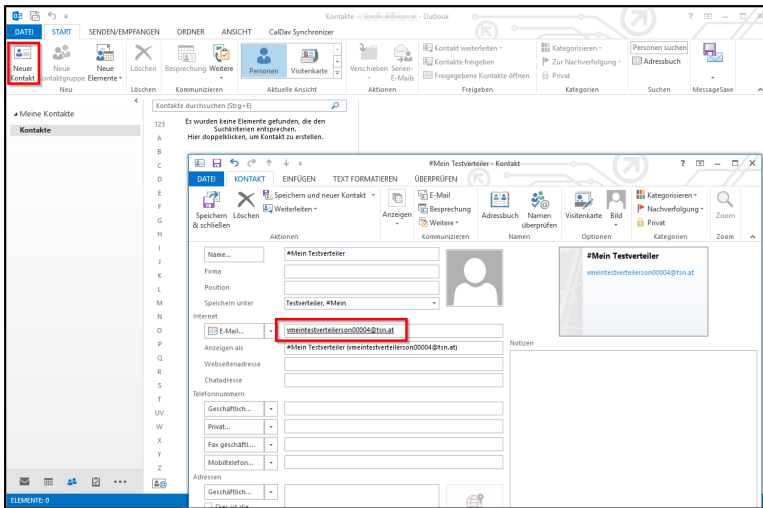 Kontakte - - Outlook
DATEI START SENDEN/EMPFANGEN ORDNER ANSICHT CalDav Synchronizer
Neuer Kontakt
Neue Kontaktgruppe
Neue Elemente
Löschen
Besprechung
Weitere
Personen
Visitenkarte
Verschieben
Serien-E-Mails
Kontakt weiterleiten
Kontakte freigeben
Freigegebene Kontakte öffnen
Kategorisieren
Zur Nachverfolgung
Privat
Personen suchen
Adressbuch
Neu Löschen Kommunizieren Aktuelle Ansicht Aktionen Freigeben Kategorien Suchen MessageSave
Meine Kontakte
Kontakte
Kontakte durchsuchen (Strg+E)
Es wurden keine Elemente gefunden, die den
Suchkriterien entsprechen.
Hier doppelklicken, um Kontakt zu erstellen.
123
A
B
C
D
E
F
G
H
I
J
K
L
M
N
O
P
Q
R
S
T
UV
W
X
Y
Z
ELEMENTE: 0
#Mein Testverteiler - Kontakt
DATEI KONTAKT EINFÜGEN TEXT FORMATIEREN ÜBERPRÜFEN
Speichern & schließen
Löschen
Speichern und neuer Kontakt
Weiterleiten
Anzeigen
E-Mail
Besprechung
Weitere
Adressbuch
Namen überprüfen
Visitenkarte
Bild
Kategorisieren
Nachverfolgung
Privat
Zoom
Aktionen Kommunizieren Namen Optionen Kategorien Zoom
Name... #Mein Testverteiler
Firma
Position
Speichern unter Testverteiler, #Mein
Internet
E-Mail... vmeintestverteilerson00004@tsn.at
Anzeigen als #Mein Testverteiler (vmeintestverteilerson00004@tsn.at)
Webseitenadresse
Chatadresse
Telefonnummern
Geschäftlich...
Privat...
Fax geschäftl....
Mobiltelefon...
Adressen
Geschäftlich...
Dies ist die
#Mein Testverteiler
vmeintestverteilerson00004@tsn.at
Notizen